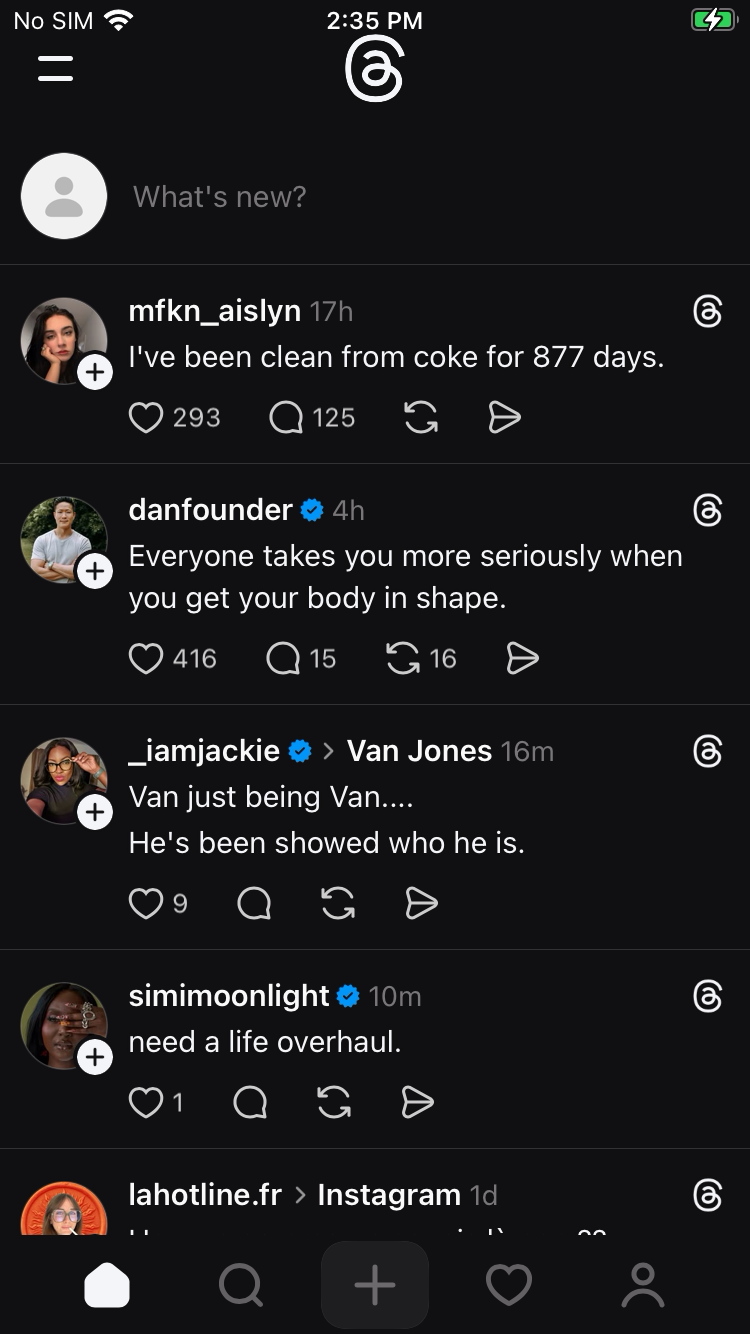 No SIM 2:35 PM
What's new?
mfkn_aislyn 17h
I've been clean from coke for 877 days.
293 125
danfounder 4h
Everyone takes you more seriously when
you get your body in shape.
416 15 16
_iamjackie > Van Jones 16m
Van just being Van....
He's been showed who he is.
9
simimoonlight 10m
need a life overhaul.
1
lahotline.fr > Instagram 1d